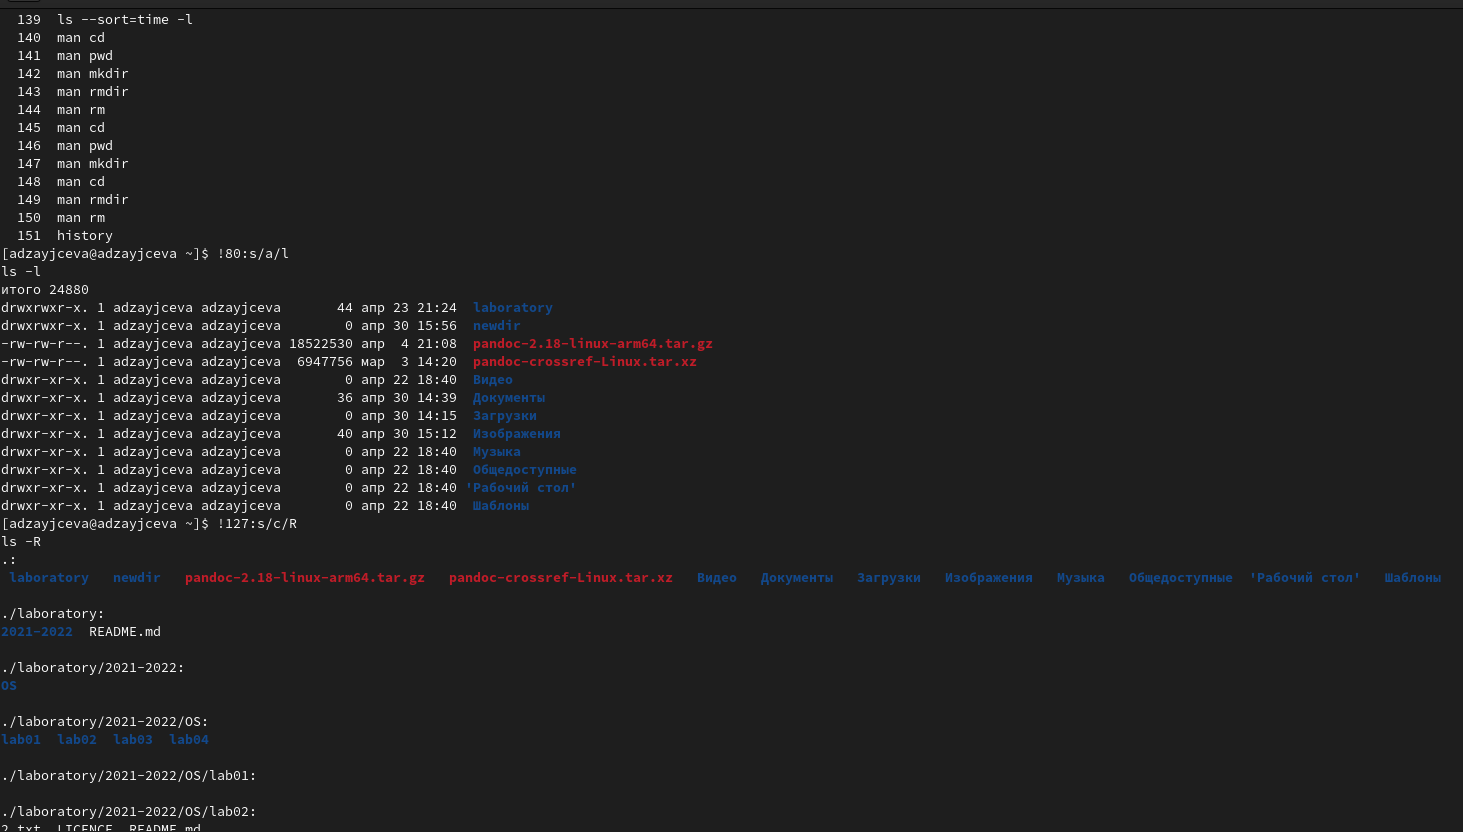 139  ls --sort=time -l
140  man cd
141  man pwd
142  man mkdir
143  man rmdir
144  man rm
145  man cd
146  man pwd
147  man mkdir
148  man cd
149  man rmdir
150  man rm
151  history
[adzayjceva@adzayjceva ~]$ !80:s/a/l
ls -l
итого 24880
drwxrwxr-x. 1 adzayjceva adzayjceva       44 апр 23 21:24  laboratory
drwxrwxr-x. 1 adzayjceva adzayjceva        0 апр 30 15:56  newdir
-rw-rw-r--. 1 adzayjceva adzayjceva 18522530 апр  4 21:08  pandoc-2.18-linux-arm64.tar.gz
-rw-rw-r--. 1 adzayjceva adzayjceva  6947756 мар  3 14:20  pandoc-crossref-Linux.tar.xz
drwxr-xr-x. 1 adzayjceva adzayjceva        0 апр 22 18:40  Видео
drwxr-xr-x. 1 adzayjceva adzayjceva       36 апр 30 14:39  Документы
drwxr-xr-x. 1 adzayjceva adzayjceva        0 апр 30 14:15  Загрузки
drwxr-xr-x. 1 adzayjceva adzayjceva       40 апр 30 15:12  Изображения
drwxr-xr-x. 1 adzayjceva adzayjceva        0 апр 22 18:40  Музыка
drwxr-xr-x. 1 adzayjceva adzayjceva        0 апр 22 18:40  Общедоступные
drwxr-xr-x. 1 adzayjceva adzayjceva        0 апр 22 18:40 'Рабочий стол'
drwxr-xr-x. 1 adzayjceva adzayjceva        0 апр 22 18:40  Шаблоны
[adzayjceva@adzayjceva ~]$ !127:s/c/R
ls -R
.:
laboratory   newdir   pandoc-2.18-linux-arm64.tar.gz   pandoc-crossref-Linux.tar.xz   Видео   Документы   Загрузки   Изображения   Музыка   Общедоступные  'Рабочий стол'   Шаблоны
./laboratory:
2021-2022  README.md
./laboratory/2021-2022:
OS
./laboratory/2021-2022/OS:
lab01  lab02  lab03  lab04
./laboratory/2021-2022/OS/lab01:
./laboratory/2021-2022/OS/lab02:
2.txt  LICENCE  README.md